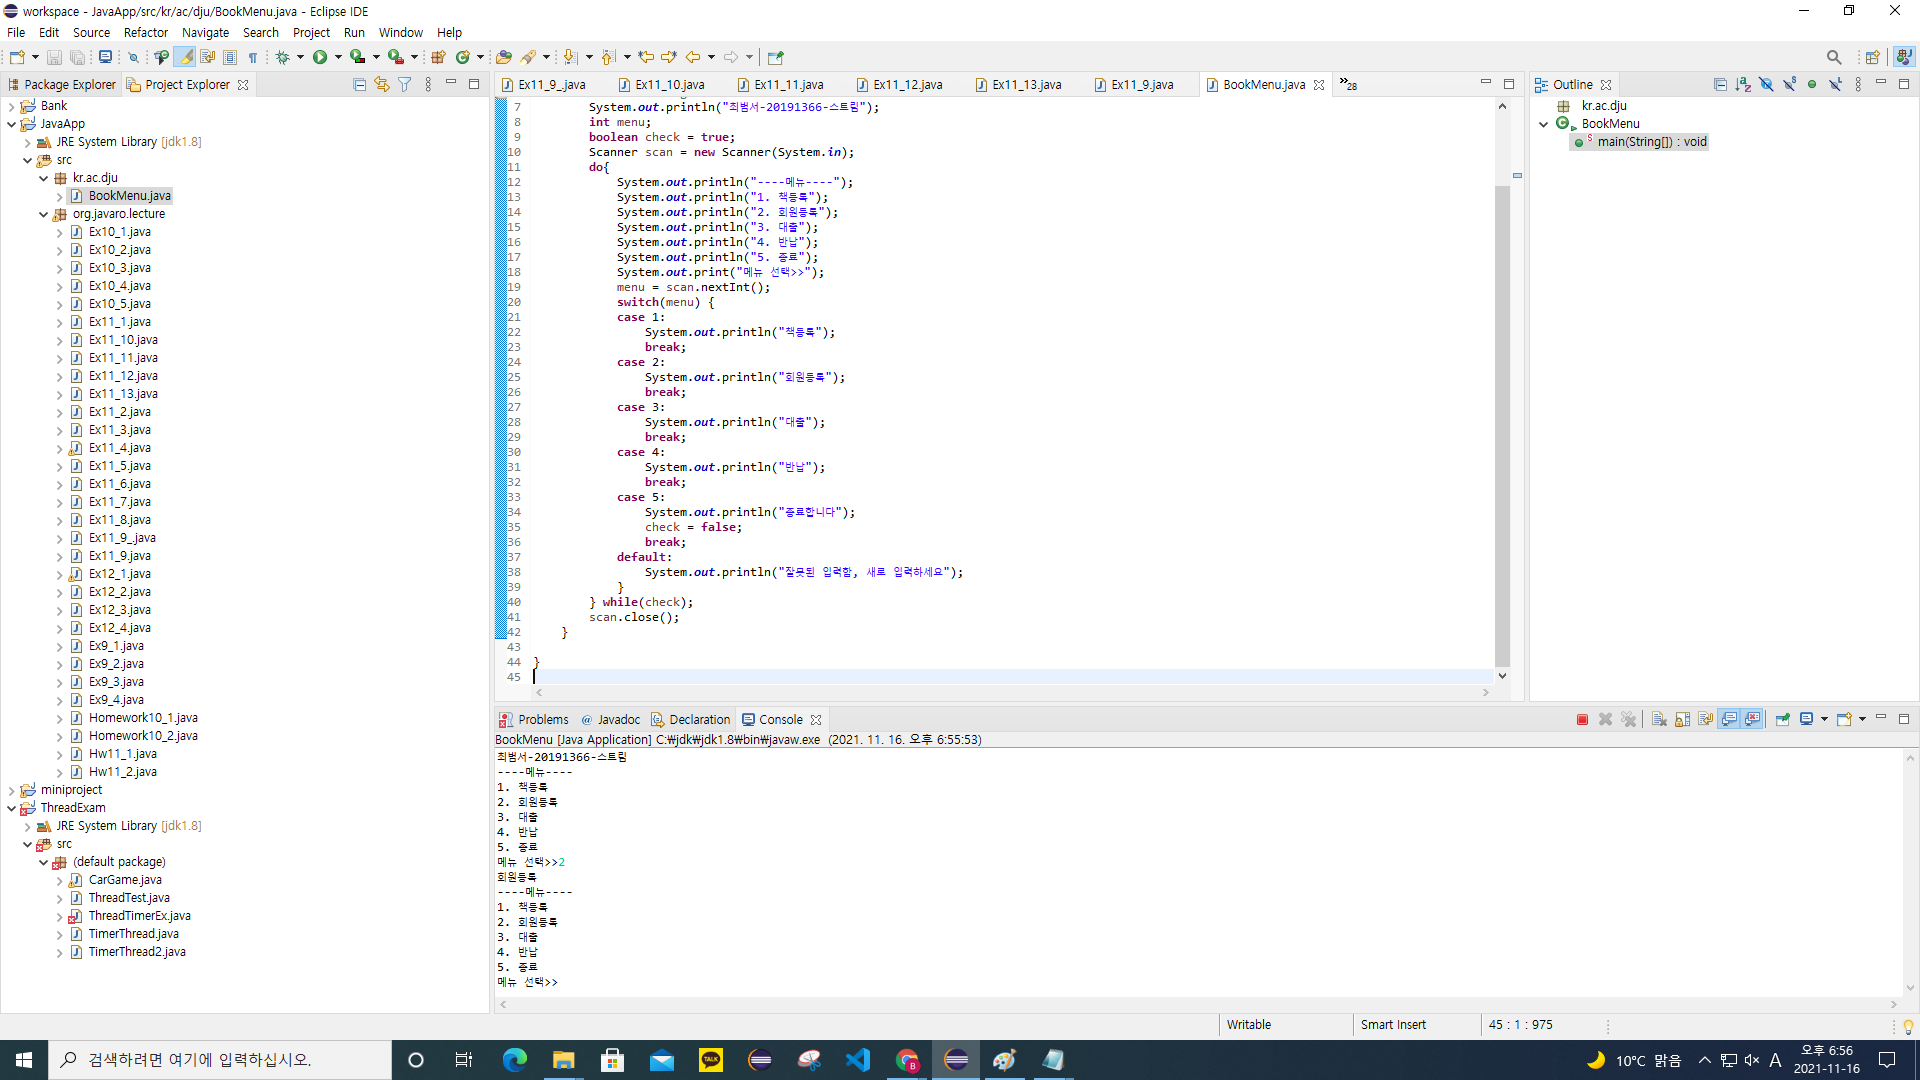 workspace - JavaApp/src/kr/ac/dju/BookMenu.java - Eclipse IDE
File Edit Source Refactor Navigate Search Project Run Window Help
Package Explorer Project Explorer
Bank
JavaApp
JRE System Library [jdk1.8]
src
kr.ac.dju
BookMenu.java
org.javaro.lecture
Ex10_1.java
Ex10_2.java
Ex10_3.java
Ex10_4.java
Ex10_5.java
Ex11_1.java
Ex11_10.java
Ex11_11.java
Ex11_12.java
Ex11_13.java
Ex11_2.java
Ex11_3.java
Ex11_4.java
Ex11_5.java
Ex11_6.java
Ex11_7.java
Ex11_8.java
Ex11_9_.java
Ex11_9.java
Ex12_1.java
Ex12_2.java
Ex12_3.java
Ex12_4.java
Ex9_1.java
Ex9_2.java
Ex9_3.java
Ex9_4.java
Homework10_1.java
Homework10_2.java
Hw11_1.java
Hw11_2.java
miniproject
ThreadExam
JRE System Library [jdk1.8]
src
(default package)
CarGame.java
ThreadTest.java
ThreadTimerEx.java
TimerThread.java
TimerThread2.java
Ex11_9_.java Ex11_10.java Ex11_11.java Ex11_12.java Ex11_13.java Ex11_9.java BookMenu.java »28
7 System.out.println("최범서-20191366-스트림");
8 int menu;
9 boolean check = true;
10 Scanner scan = new Scanner(System.in);
11 do{
12 System.out.println("----메뉴----");
13 System.out.println("1. 책등록");
14 System.out.println("2. 회원등록");
15 System.out.println("3. 대출");
16 System.out.println("4. 반납");
17 System.out.println("5. 종료");
18 System.out.print("메뉴 선택>>");
19 menu = scan.nextInt();
20 switch(menu) {
21 case 1:
22 System.out.println("책등록");
23 break;
24 case 2:
25 System.out.println("회원등록");
26 break;
27 case 3:
28 System.out.println("대출");
29 break;
30 case 4:
31 System.out.println("반납");
32 break;
33 case 5:
34 System.out.println("종료합니다");
35 check = false;
36 break;
37 default:
38 System.out.println("잘못된 입력함, 새로 입력하세요");
39 }
40 } while(check);
41 scan.close();
42 }
43
44 }
45
Outline
kr.ac.dju
BookMenu
main(String[]) : void
Problems @ Javadoc Declaration Console
BookMenu [Java Application] C:₩jdk₩jdk1.8₩bin₩javaw.exe (2021. 11. 16. 오후 6:55:53)
최범서-20191366-스트림
----메뉴----
1. 책등록
2. 회원등록
3. 대출
4. 반납
5. 종료
메뉴 선택>>2
회원등록
----메뉴----
1. 책등록
2. 회원등록
3. 대출
4. 반납
5. 종료
메뉴 선택>>
Writable Smart Insert 45 : 1 : 975
검색하려면 여기에 입력하십시오.
TALK
B
10°C 맑음
A
오후 6:56
2021-11-16